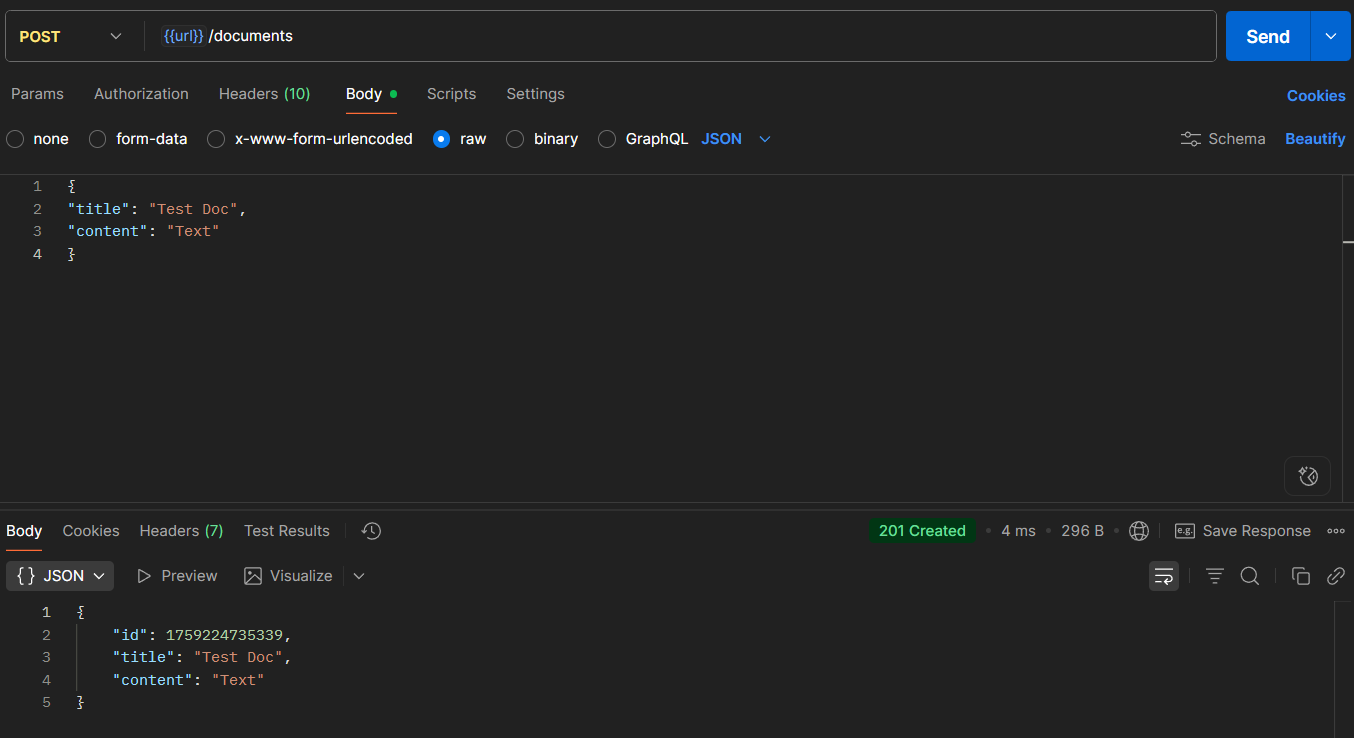 POST {{url}} /documents Send
Params Authorization Headers (10) Body Scripts Settings Cookies
none form-data x-www-form-urlencoded raw binary GraphQL JSON Schema Beautify
1 {
2 "title": "Test Doc",
3 "content": "Text"
4 }
Body Cookies Headers (7) Test Results 201 Created • 4 ms • 296 B • e.g. Save Response
{} JSON Preview Visualize
1 {
2 "id": 1759224735339,
3 "title": "Test Doc",
4 "content": "Text"
5 }